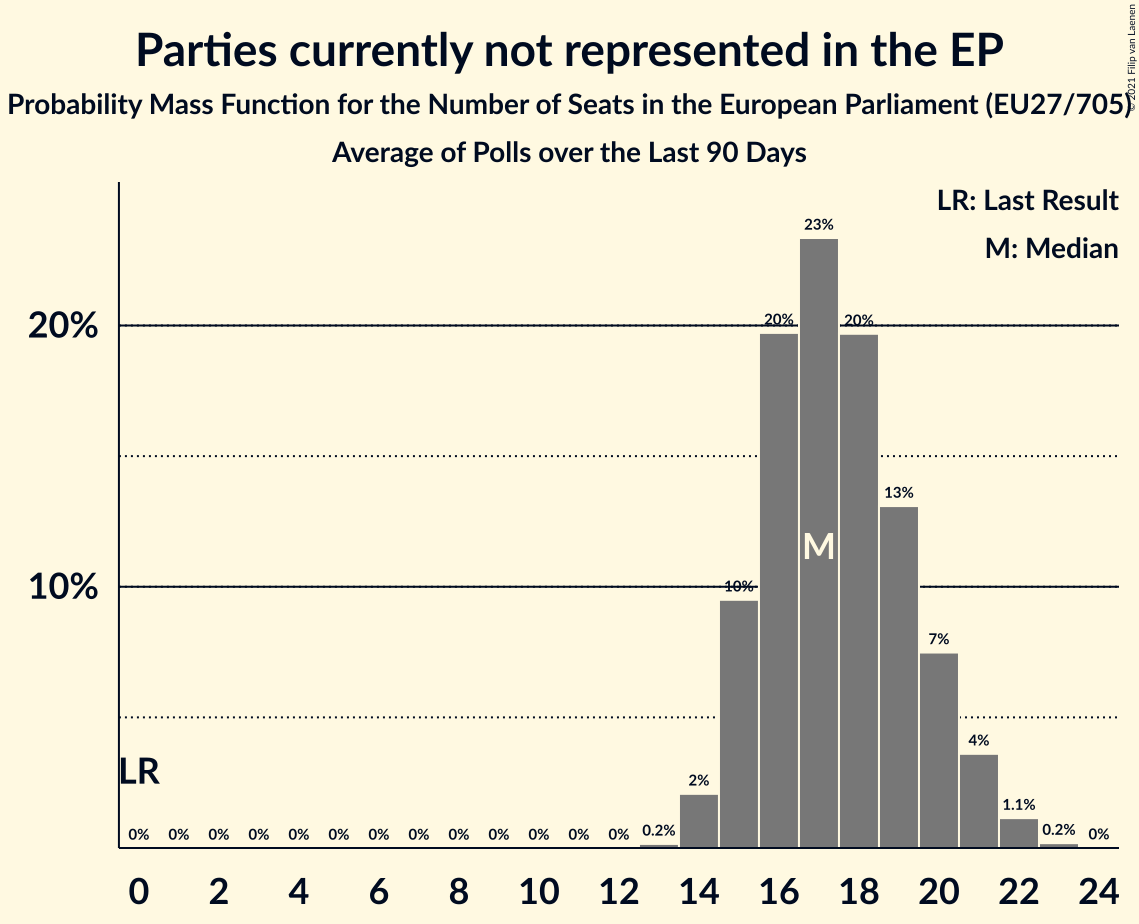 Parties currently not represented in the EP
Probability Mass Function for the Number of Seats in the European Parliament (EU27/705)
Average of Polls over the Last 90 Days
© 2021 Filip van Laenen
LR: Last Result
M: Median
23%
20%
20% 20%
13%
M
10%
10%
7%
4%
LR
2%
1.1%
0% 0% 0% 0% 0% 0% 0% 0% 0% 0% 0% 0% 0% 0.2% 0.2% 0%
0 2 4 6 8 10 12 14 16 18 20 22 24